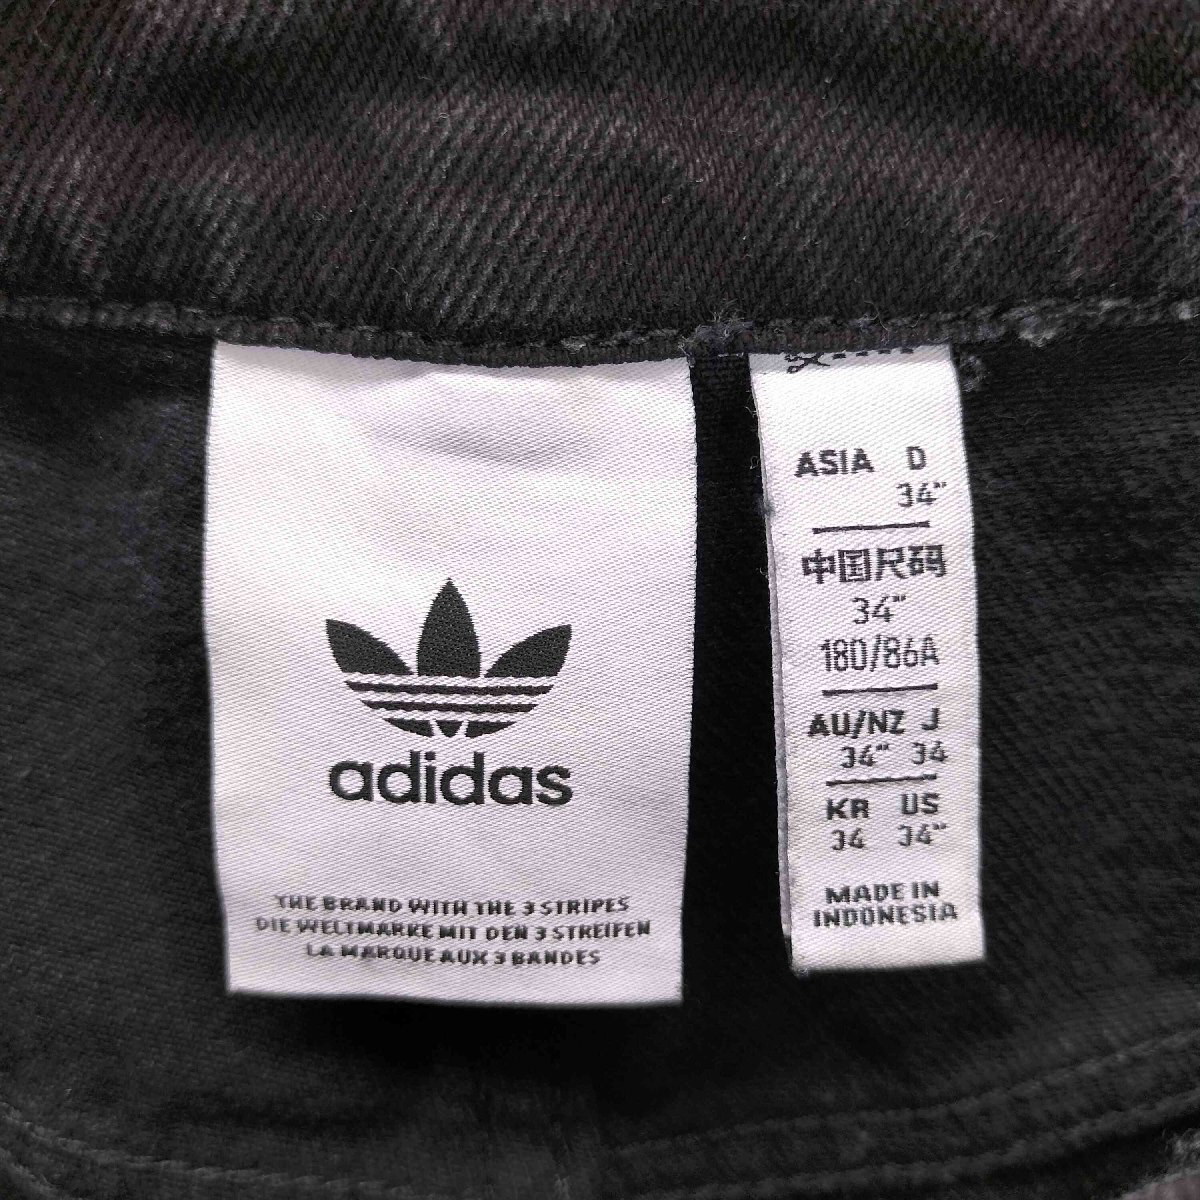 adidas
THE BRAND WITH THE 3 STRIPES
DIE WELTMARKE MIT DEN 3 STREIFEN
LA MARQUE AUX 3 BANDES
ASIA D
34"
中国尺码
34"
180/86A
AU/NZ J
34" 34
KR US
34 34"
MADE IN
INDONESIA